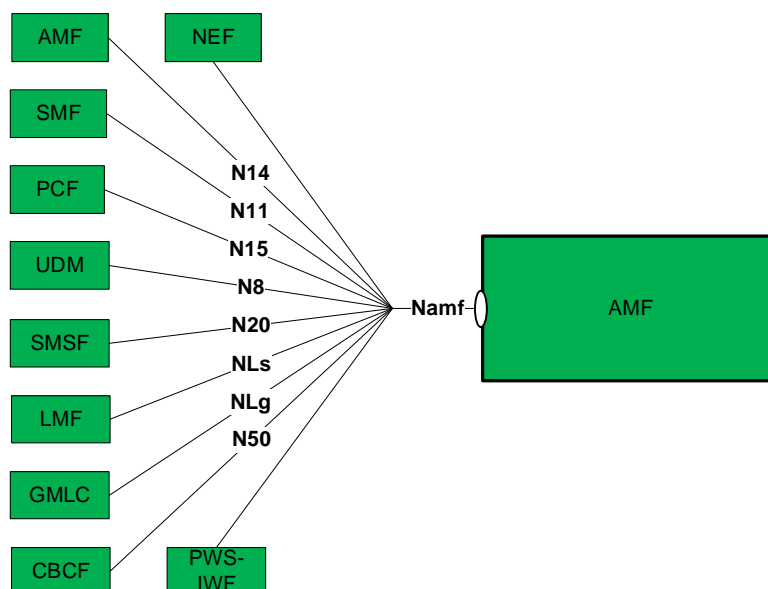 AMF
NEF
SMF
PCF
UDM
SMSF
LMF
GMLC
CBCF
PWS-
IWF
N14
N11
N15
N8
N20
NLs
NLg
N50
Namf
AMF